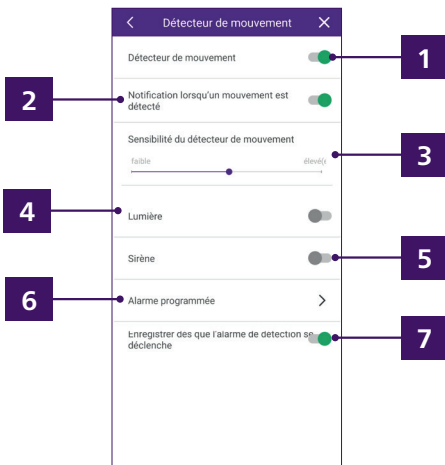 Détecteur de mouvement
Détecteur de mouvement
1
2
Notification lorsqu'un mouvement est
détecté
Sensibilité du détecteur de mouvement
3
faible
élevé(
4
Lumière
Sirène
5
6
Alarme programmée
Enregistrer dès que l'alarme de détection se
déclenche
7